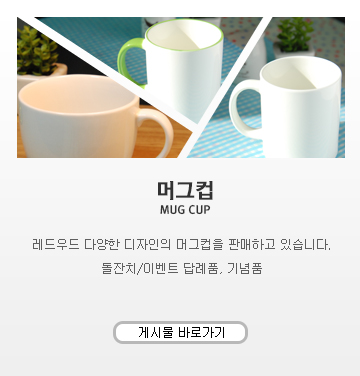 머그컵
MUG CUP
레드우드 다양한 디자인의 머그컵을 판매하고 있습니다.
돌잔치/이벤트 답례품, 기념품
게시물 바로가기